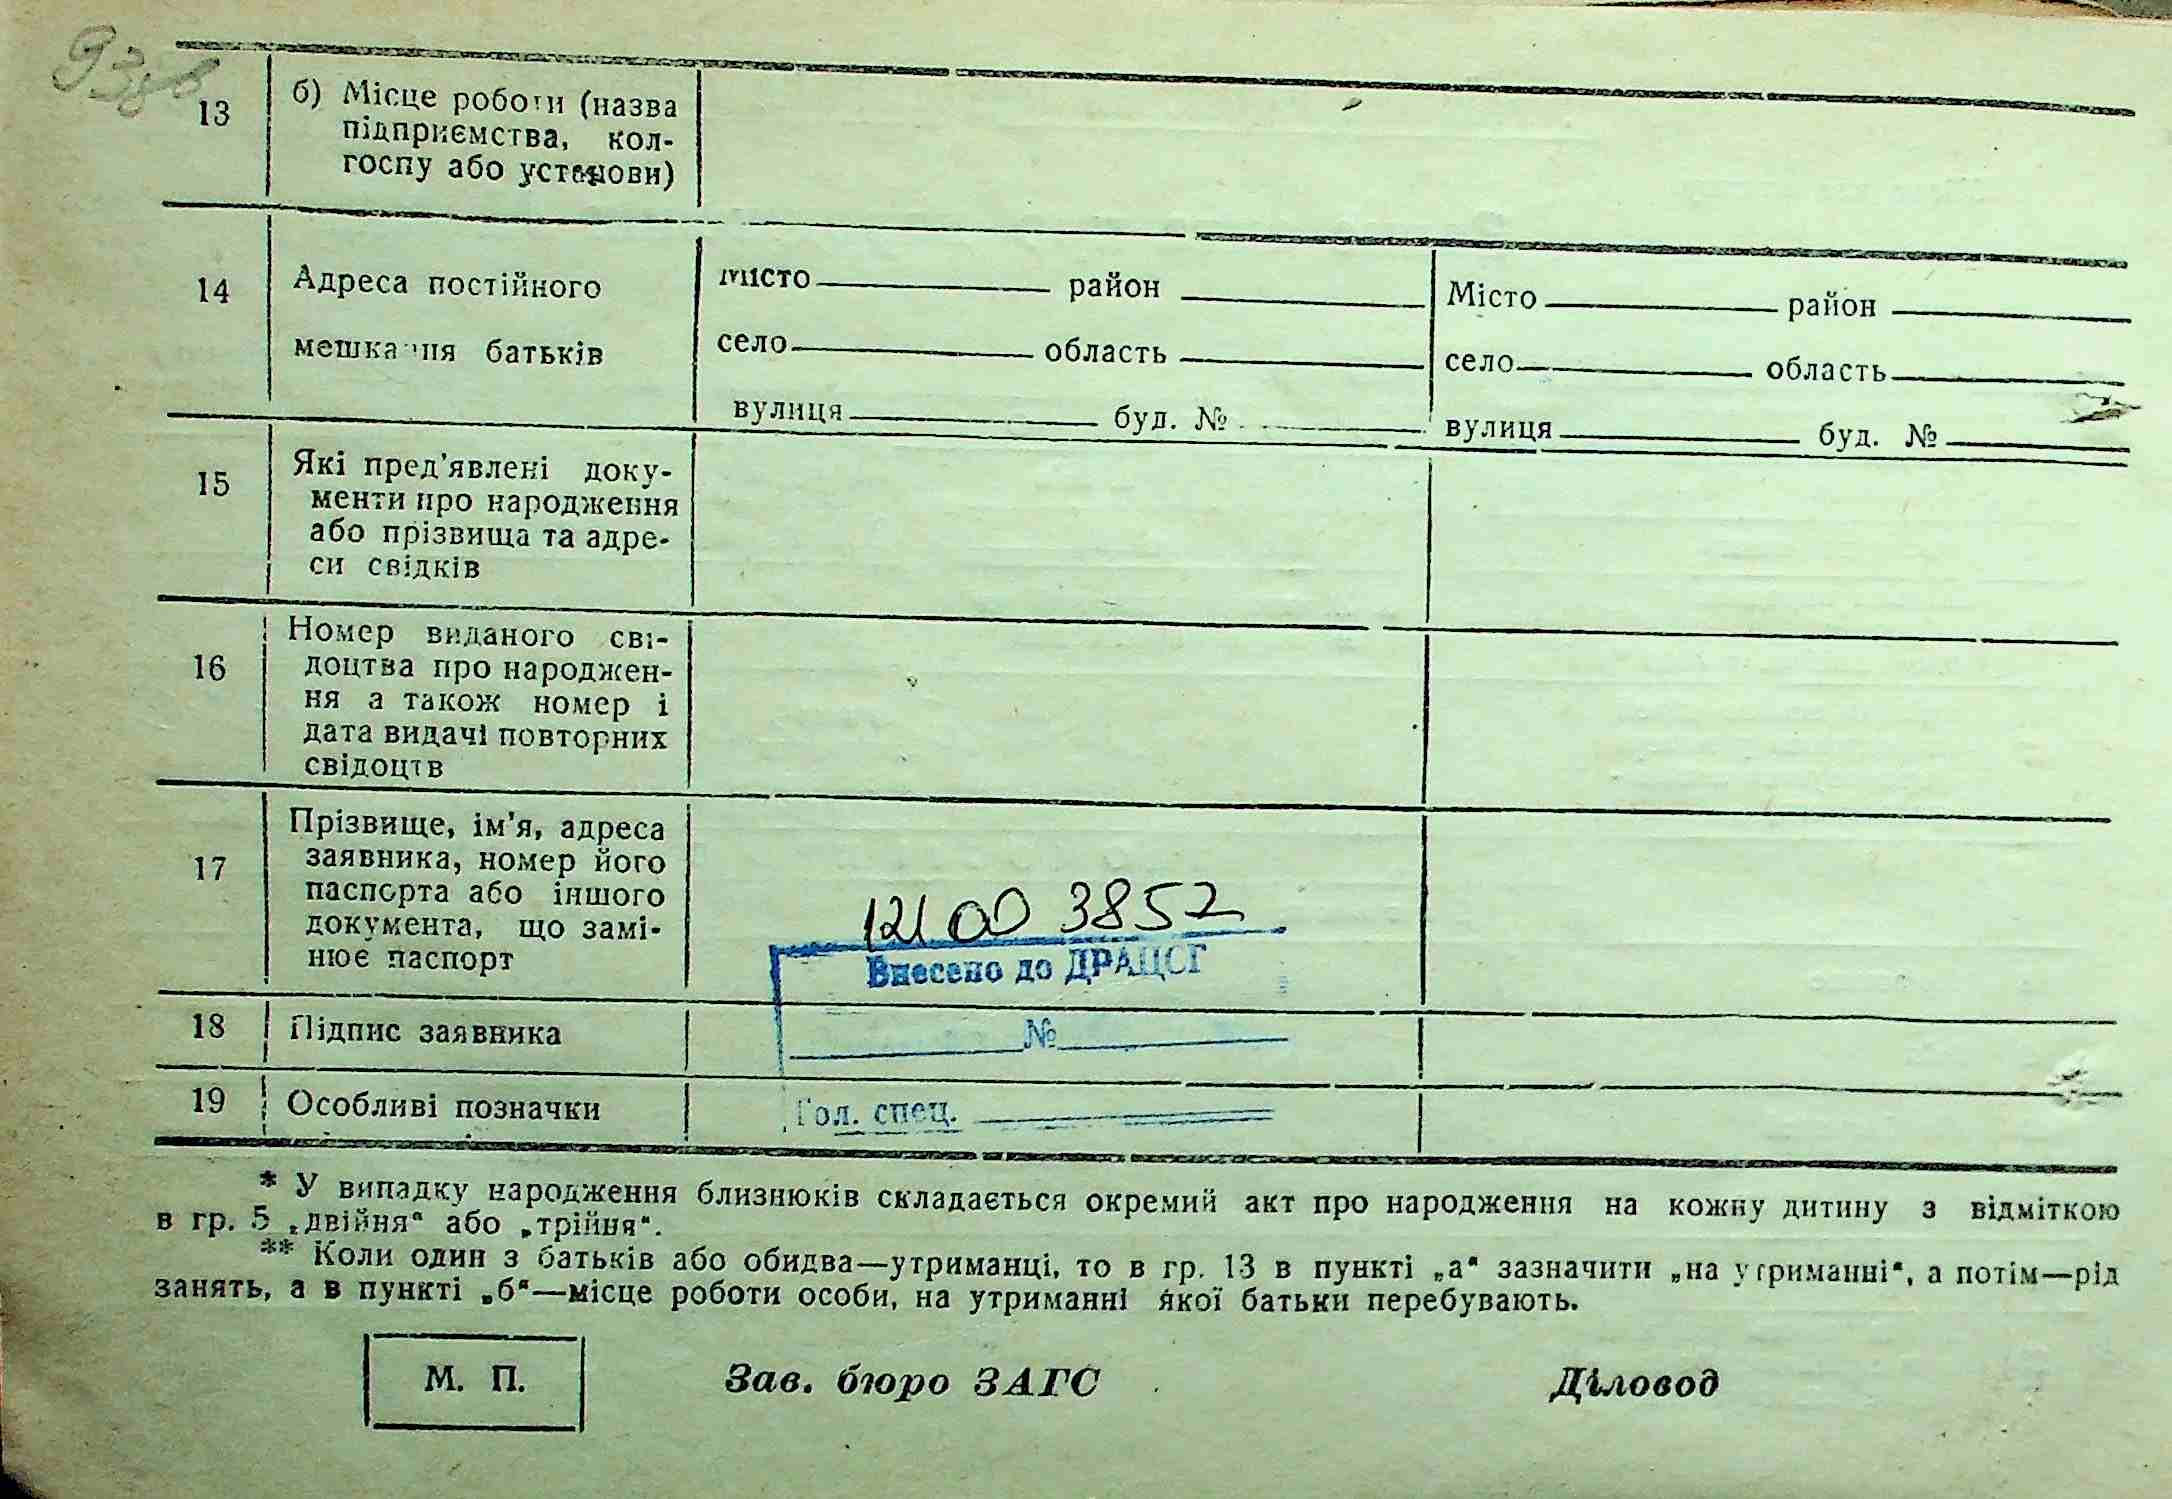 93зв
13 б) Місце роботи (назва
підприємства, кол-
госпу або установи)
14 Адреса постійного
мешкання батьків
Місто район
село область
вулиця буд. №
Місто район
село область
вулиця буд. №
15 Які пред'явлені доку-
менти про народження
або прізвища та адре-
си свідків
16 Номер виданого сві-
доцтва про народжен-
ня а також номер і
дата видачі повторних
свідоцтв
17 Прізвище, ім'я, адреса
заявника, номер його
паспорта або іншого
документа, що замі-
нює паспорт
121 00 3852
Внесено до ДРАЦСГ
18 Підпис заявника
№
19 Особливі позначки
Гол. спец.
* У випадку народження близнюків складається окремий акт про народження на кожну дитину з відміткою
в гр. 5 „двійня“ або „трійня“.
** Коли один з батьків або обидва—утриманці, то в гр. 13 в пункті „а“ зазначити „на утриманні“, а потім—рід
занять, а в пункті „б“—місце роботи особи, на утриманні якої батьки перебувають.
М. П.
Зав. бюро ЗАГС
Діловод